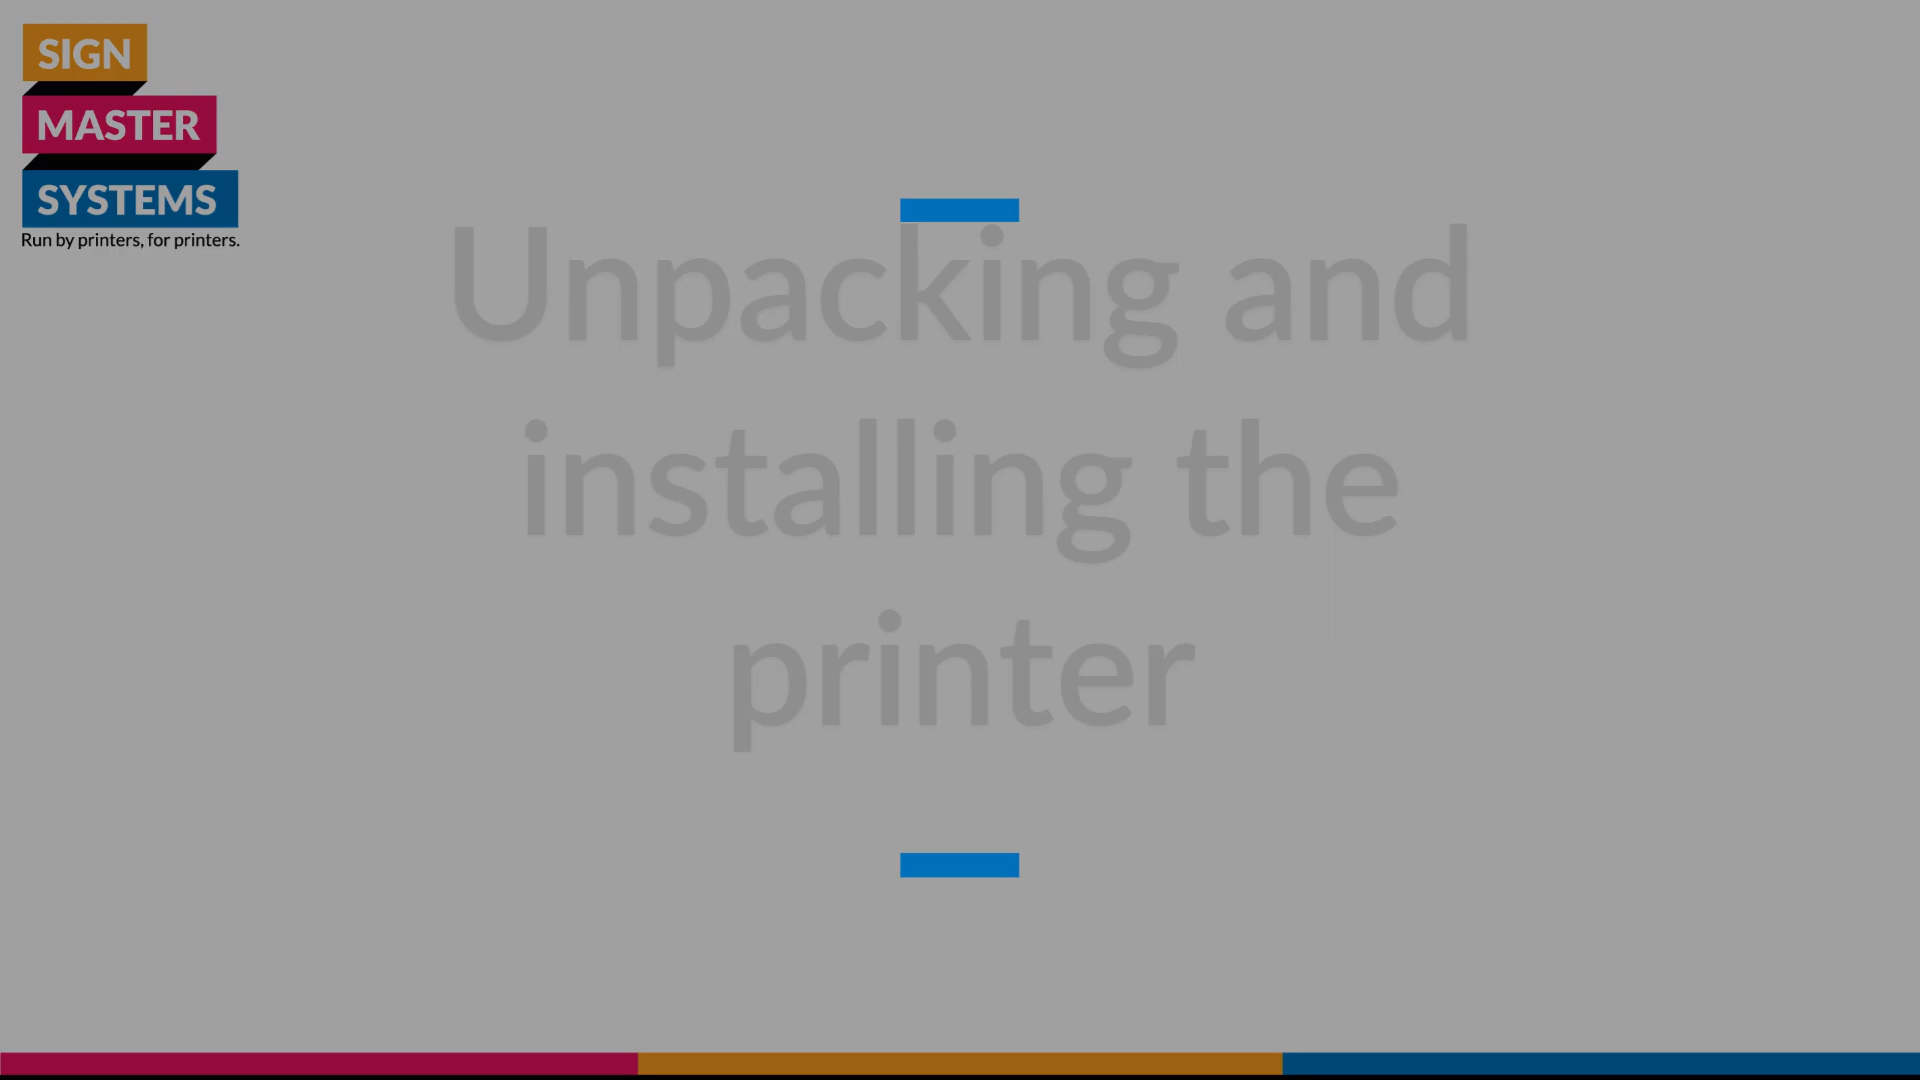 SIGN
MASTER
SYSTEMS
Run by printers, for printers.
Unpacking and
installing the
printer